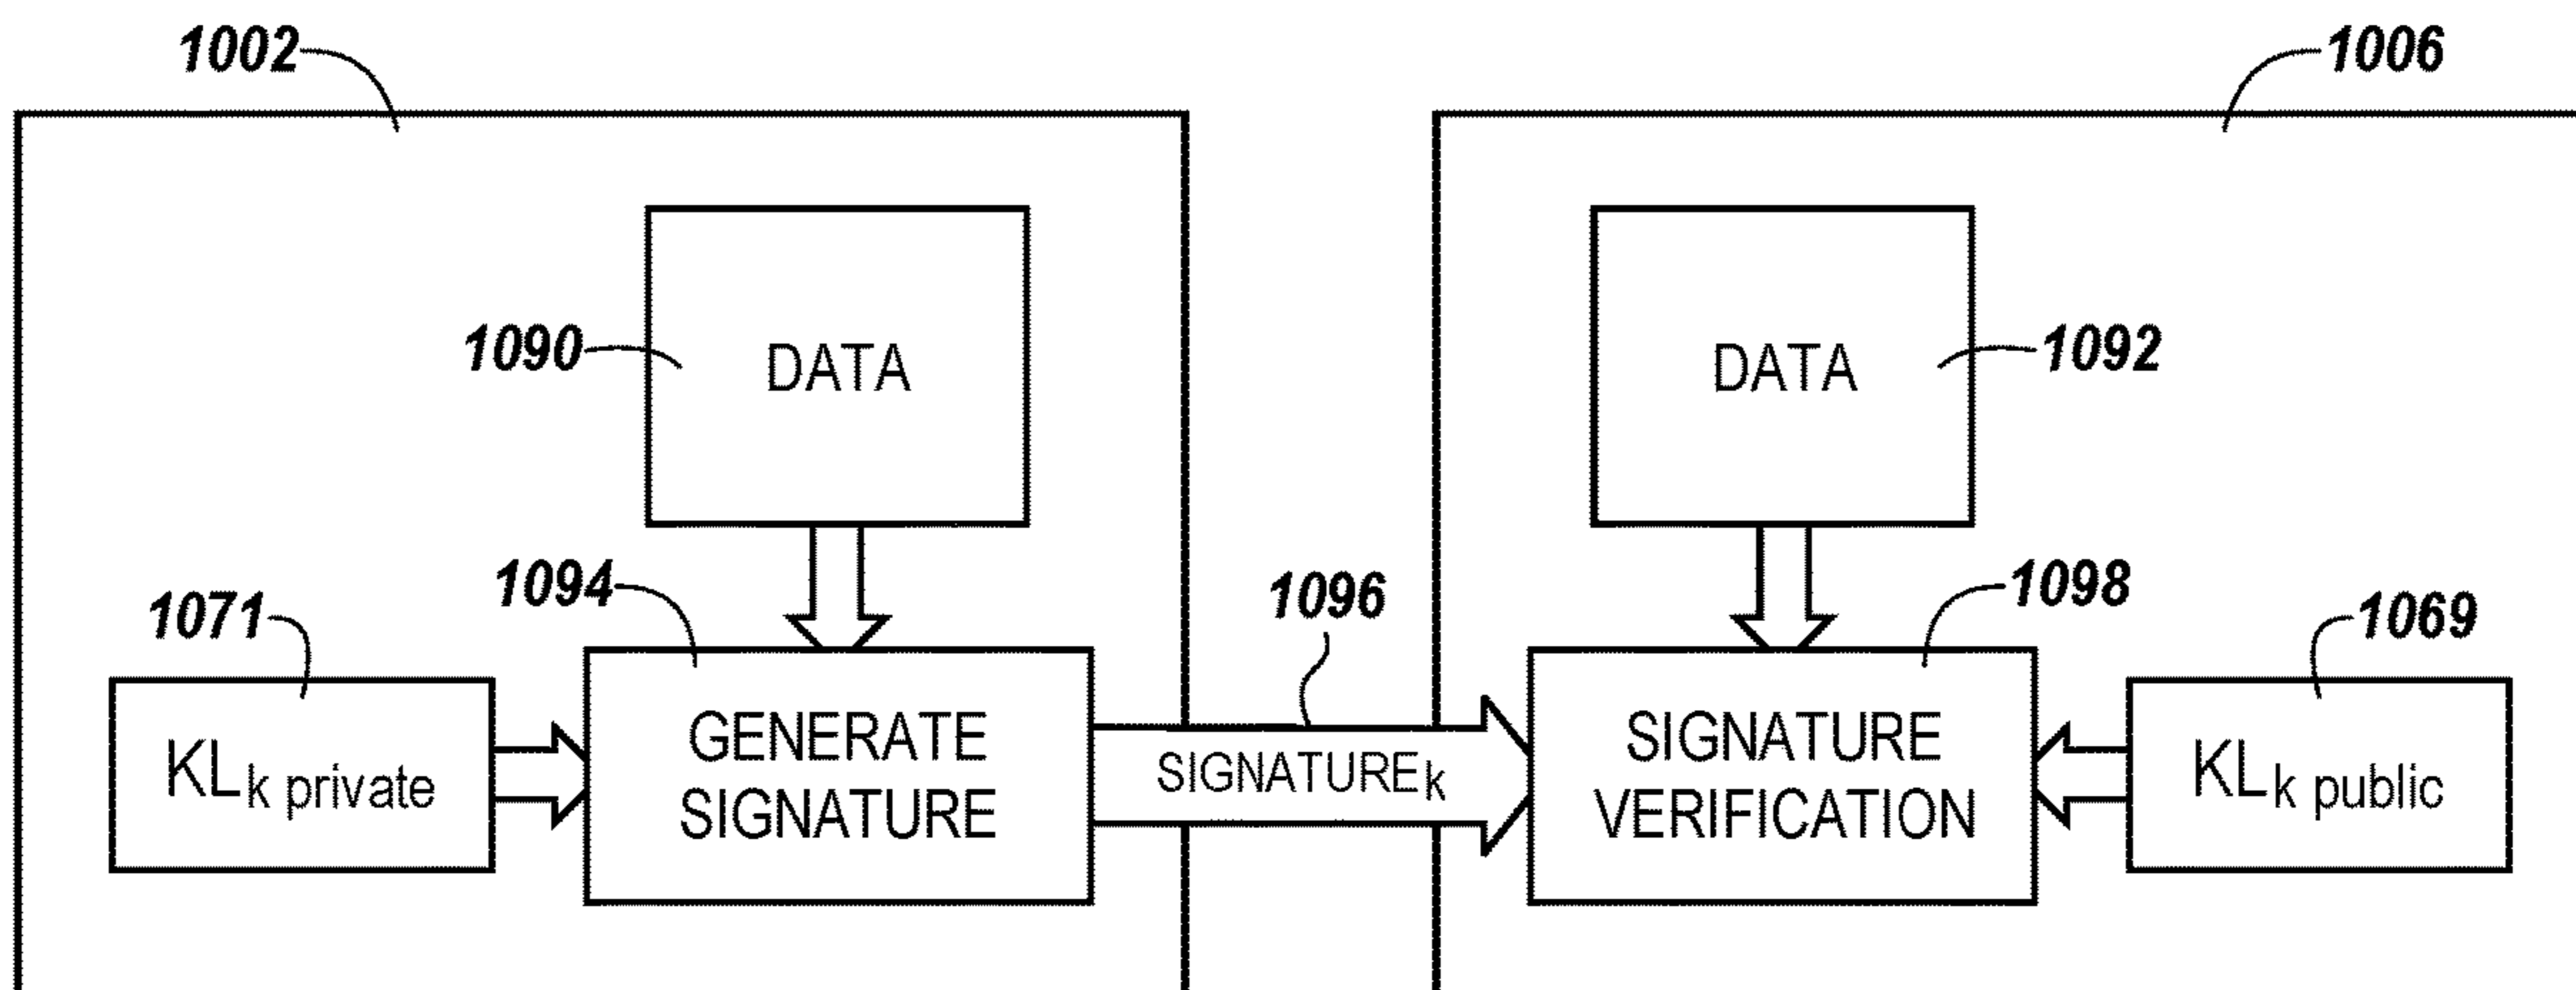 1002
1006
1090
DATA
DATA
1092
1071
1094
1096
1098
1069
KLk private
GENERATE
SIGNATURE
SIGNATUREk
SIGNATURE
VERIFICATION
KLk public